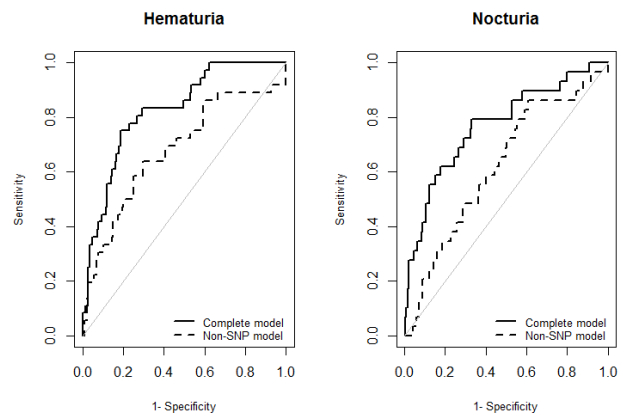 Hematuria
Sensitivity
1.0
0.8
0.6
0.4
0.2
0.0
Complete model
Non-SNP model
0.0 0.2 0.4 0.6 0.8 1.0
1- Specificity
Nocturia
Sensitivity
1.0
0.8
0.6
0.4
0.2
0.0
Complete model
Non-SNP model
0.0 0.2 0.4 0.6 0.8 1.0
1- Specificity